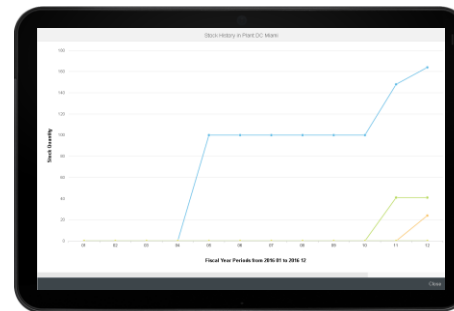 Stock History in Plant DC Miami
180
160
140
120
100
80
60
40
20
0
Stock Quantity
01 02 03 04 05 06 07 08 09 10 11 12
Fiscal Year Periods from 2016 01 to 2016 12
Close